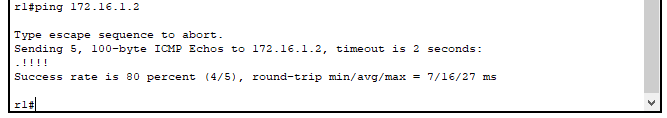 r1#ping 172.16.1.2
Type escape sequence to abort.
Sending 5, 100-byte ICMP Echos to 172.16.1.2, timeout is 2 seconds:
.!!!!
Success rate is 80 percent (4/5), round-trip min/avg/max = 7/16/27 ms
r1#